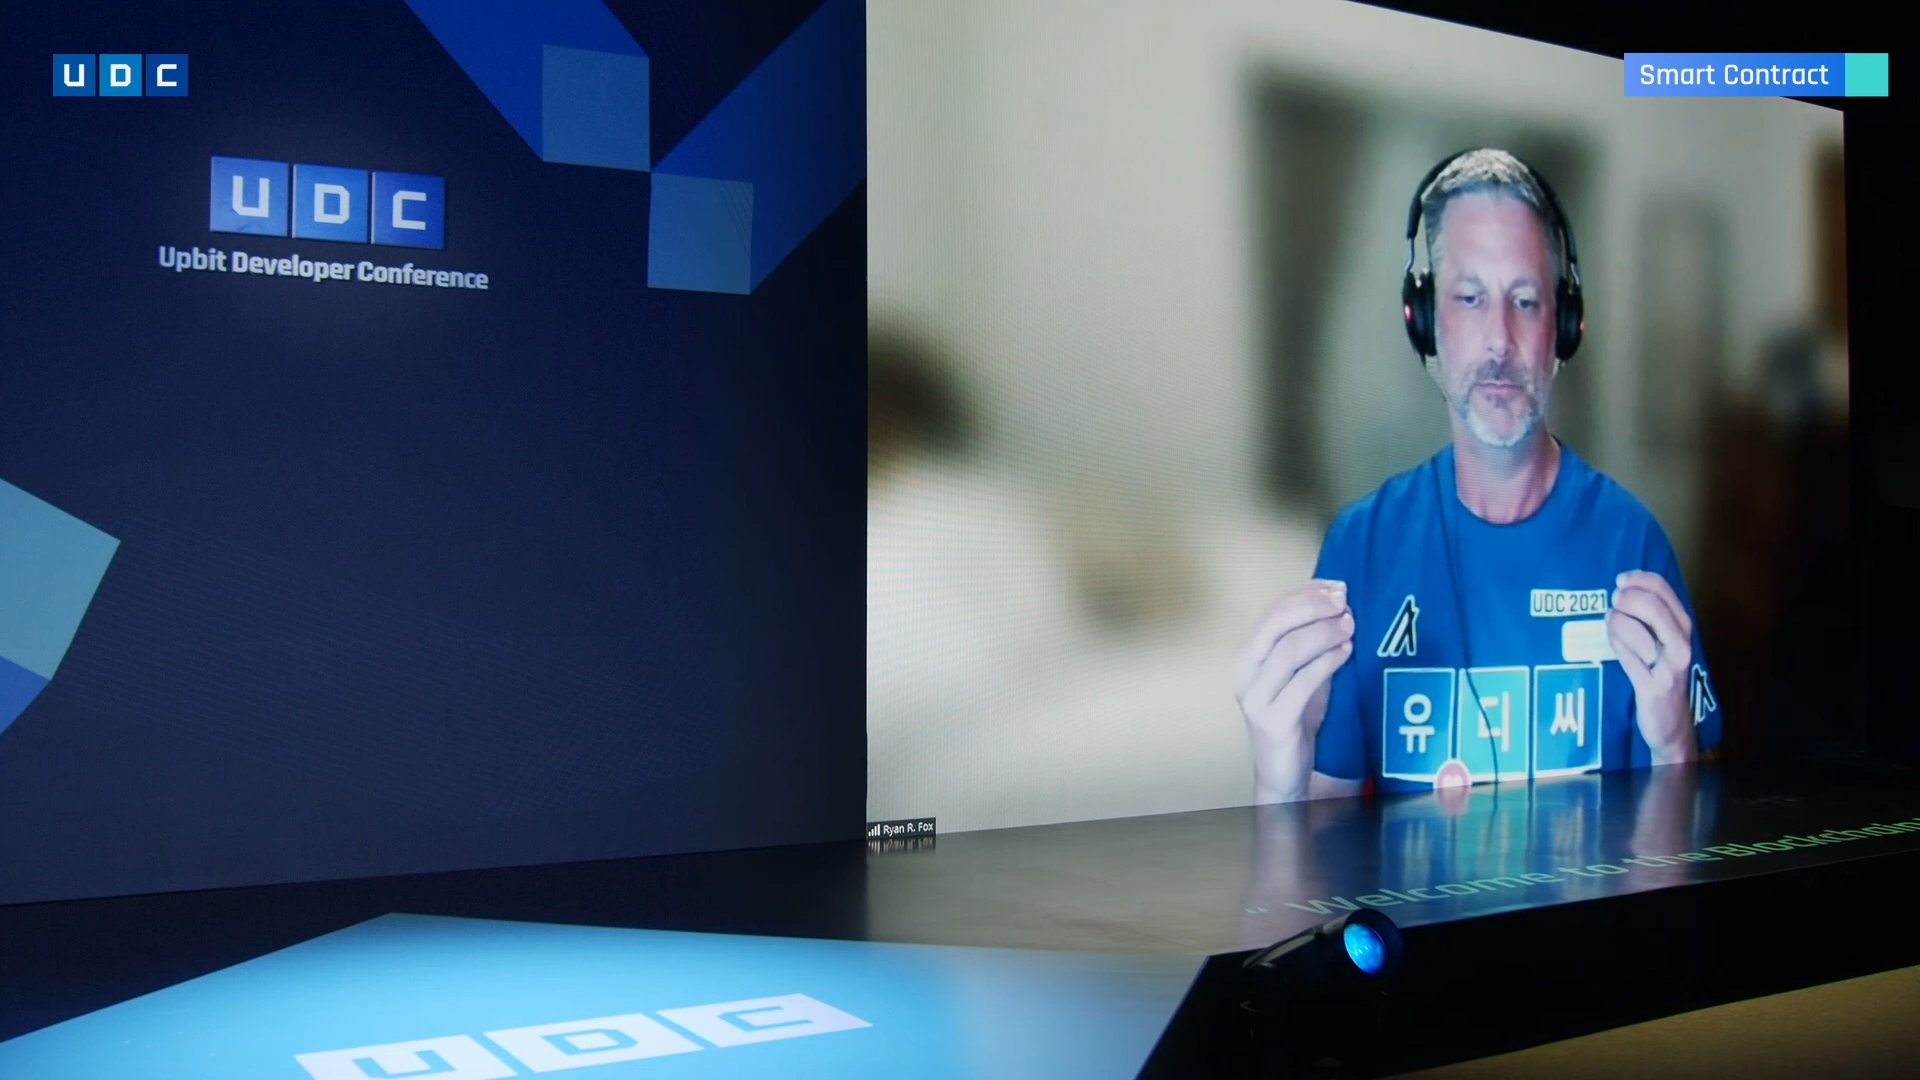 UDC
Smart Contract
UDC
Upbit Developer Conference
UDC 2021
유디씨
Ryan R. Fox
" Welcome to the Blockchain
UDC